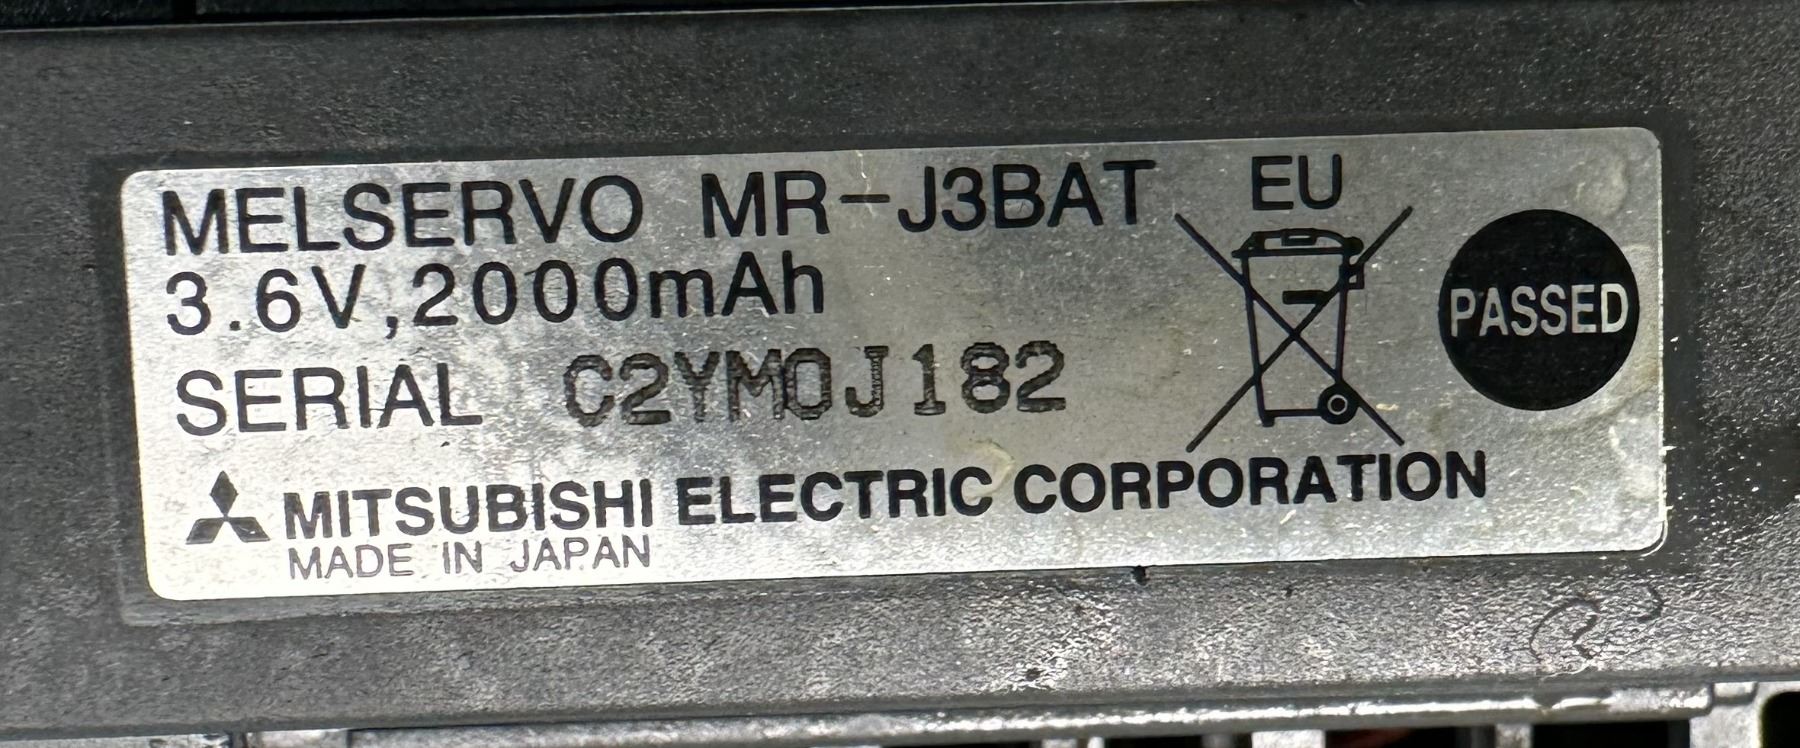 MELSERVO MR-J3BAT EU
3.6V,2000mAh
PASSED
SERIAL C2YM0J182
MITSUBISHI ELECTRIC CORPORATION
MADE IN JAPAN